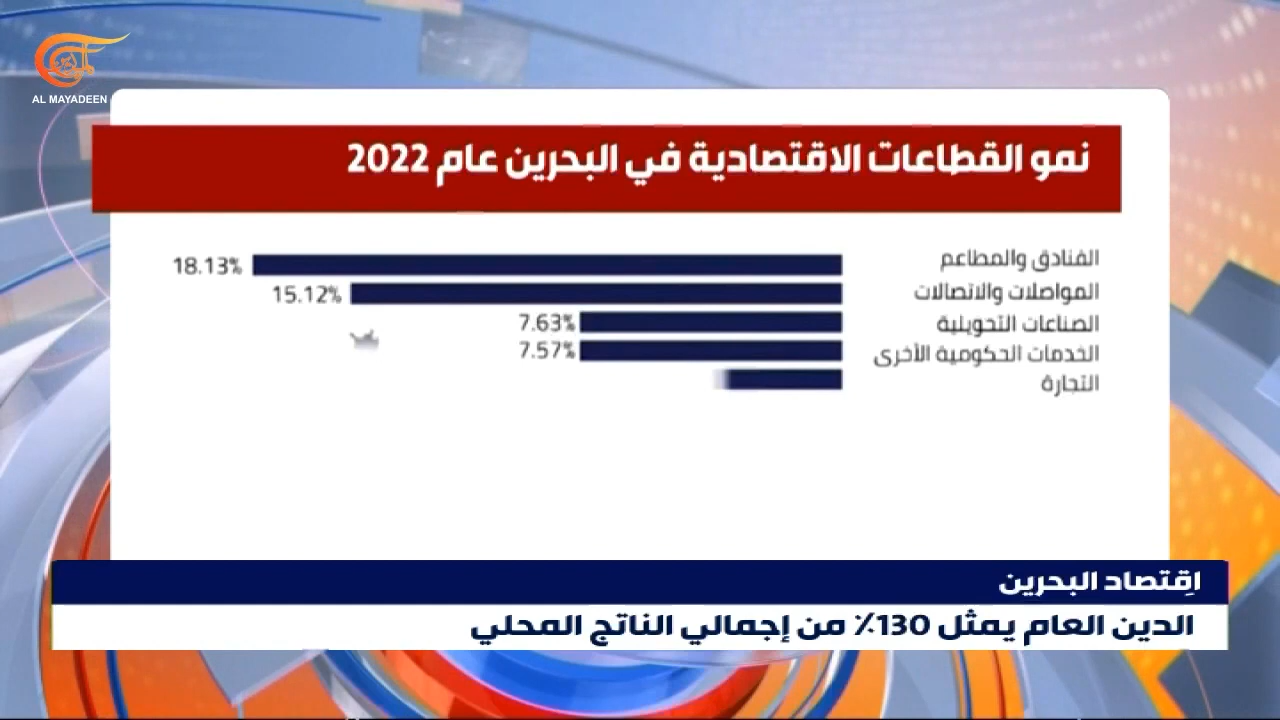 AL MAYADEEN
نمو القطاعات الاقتصادية في البحرين عام 2022
الفنادق والمطاعم 18.13%
المواصلات والاتصالات 15.12%
الصناعات التحويلية 7.63%
الخدمات الحكومية الأخرى 7.57%
التجارة
اِقتصاد البحرين
الدين العام يمثل 130٪ من إجمالي الناتج المحلي